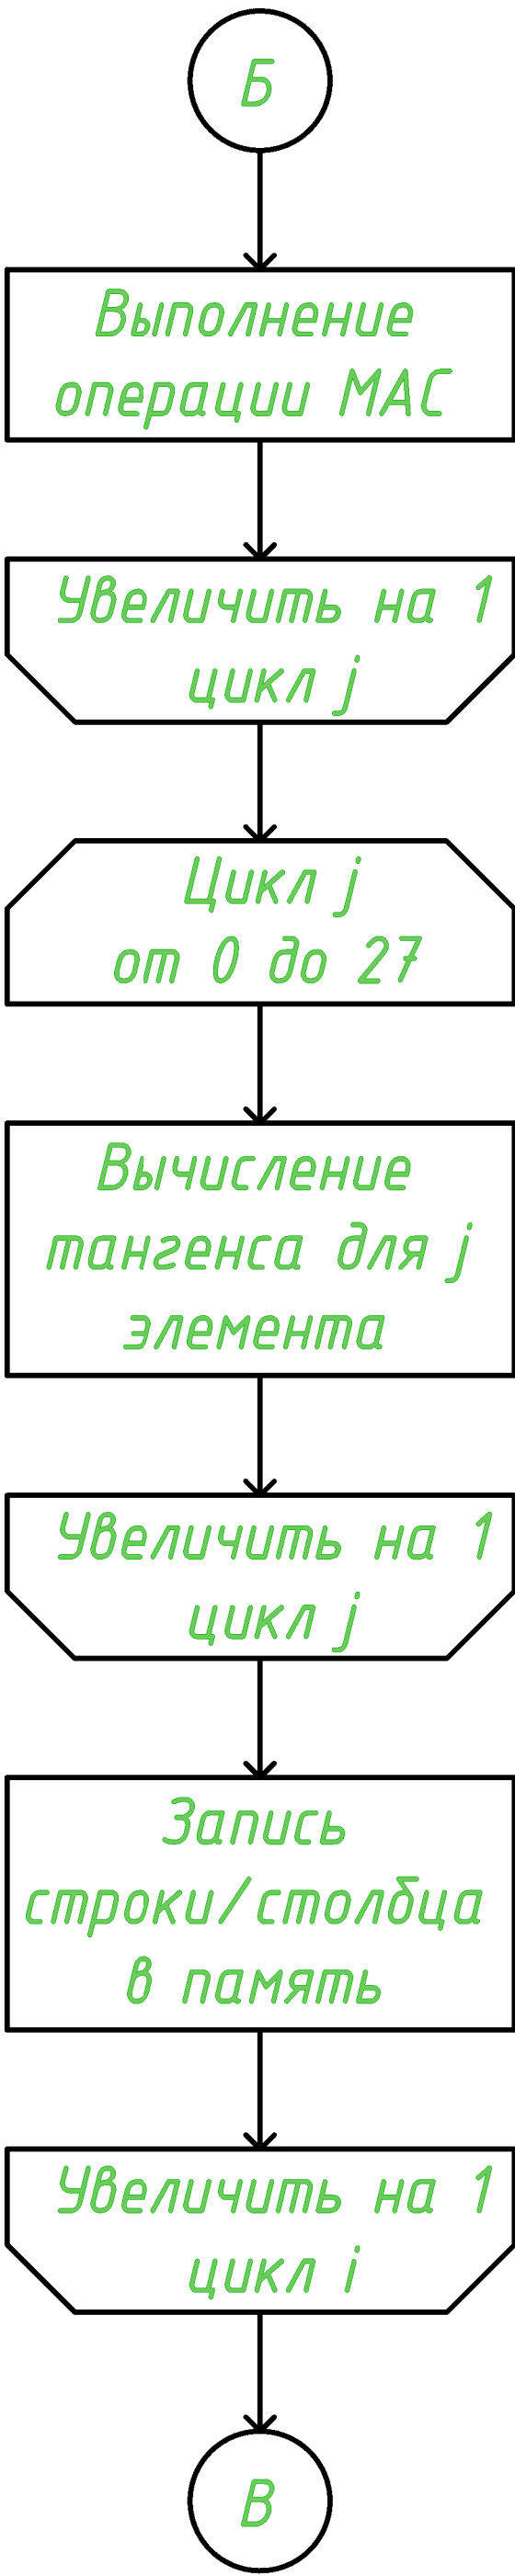 Б
Выполнение
операции МАС
Увеличить на 1
цикл j
Цикл j
от 0 до 27
Вычисление
тангенса для j
элемента
Увеличить на 1
цикл j
Запись
строки/столбца
в память
Увеличить на 1
цикл i
В